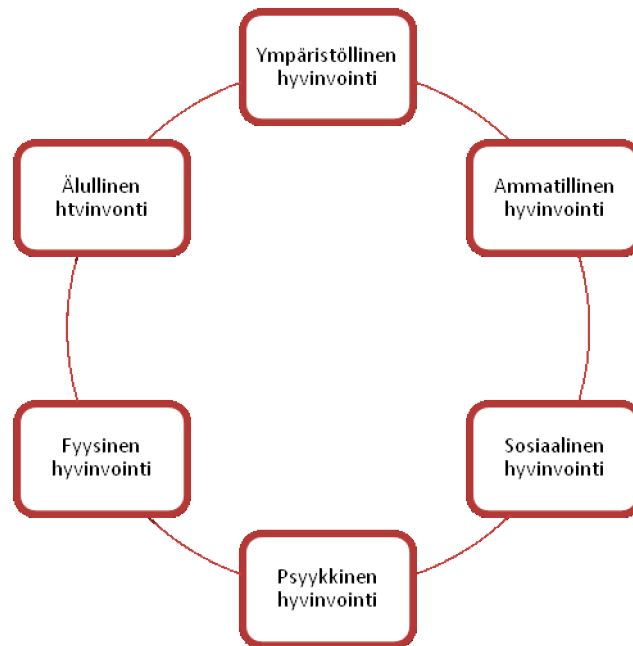 Ympäristöllinen
hyvinvointi
Ammatillinen
hyvinvointi
Sosiaalinen
hyvinvointi
Psyykkinen
hyvinvointi
Fyysinen
hyvinvointi
Älullinen
htvinvonti